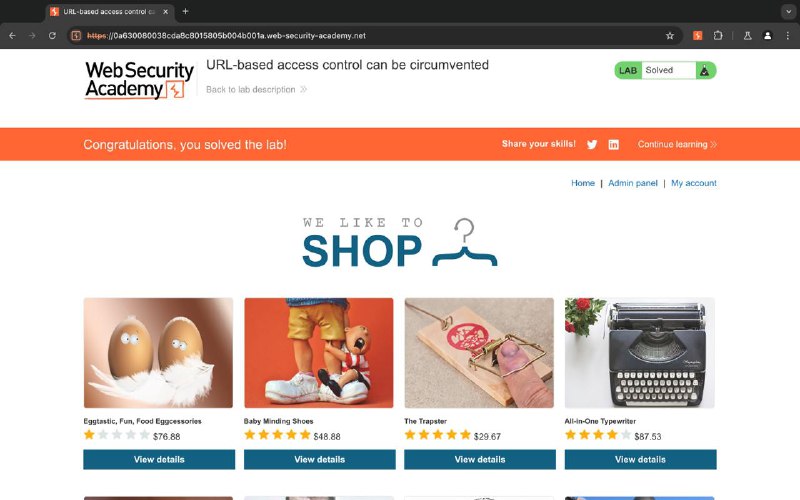 URL-based access control ca
https://0a630080038cda8c8015805b004b001a.web-security-academy.net
WebSecurity
Academy
URL-based access control can be circumvented
Back to lab description
LAB Solved
Congratulations, you solved the lab!
Share your skills!
Continue learning
Home | Admin panel | My account
WE LIKE TO
SHOP
Eggtastic, Fun, Food Eggcessories
$76.88
View details
Baby Minding Shoes
$48.88
View details
The Trapster
$29.67
View details
All-in-One Typewriter
$87.53
View details